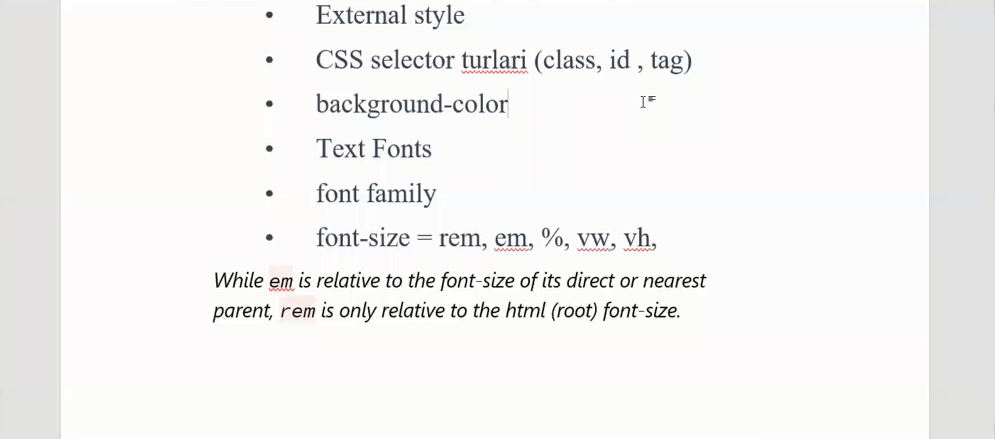 • External style
• CSS selector turlari (class, id , tag)
• background-color
• Text Fonts
• font family
• font-size = rem, em, %, vw, vh,
While em is relative to the font-size of its direct or nearest
parent, rem is only relative to the html (root) font-size.